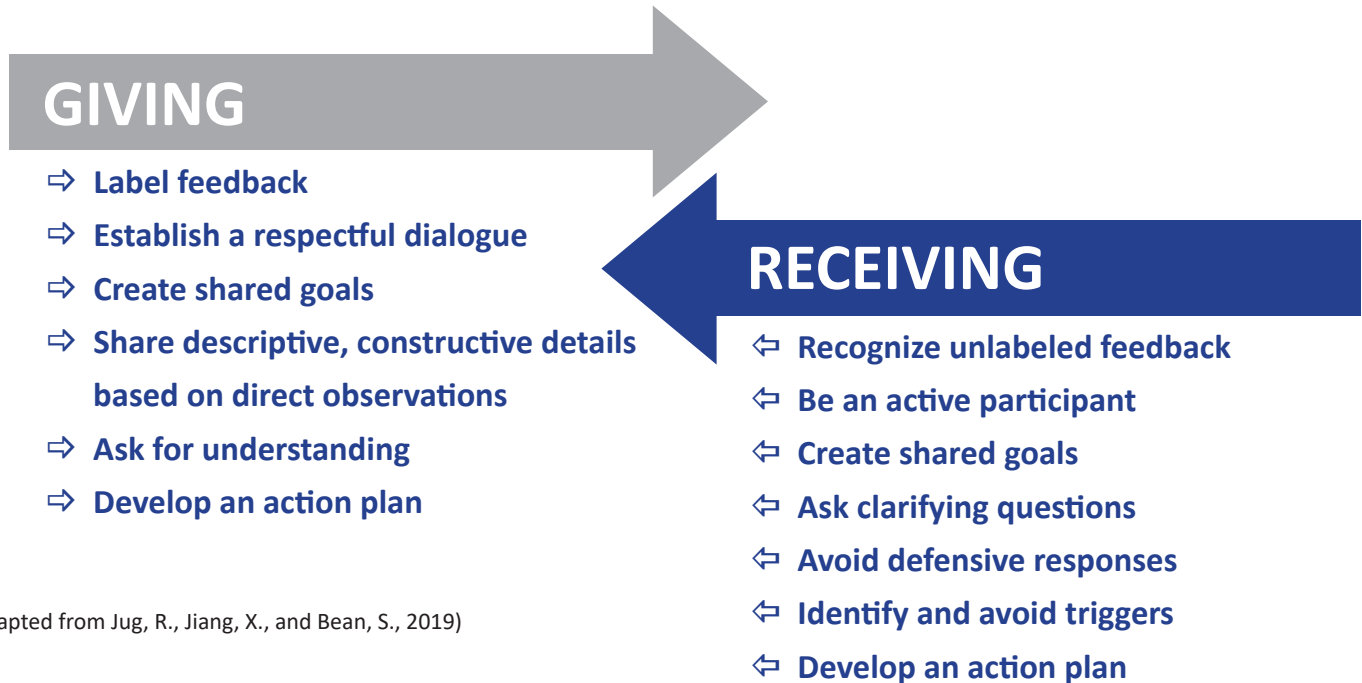 GIVING
Label feedback
Establish a respectful dialogue
Create shared goals
Share descriptive, constructive details
based on direct observations
Ask for understanding
Develop an action plan
apted from Jug, R., Jiang, X., and Bean, S., 2019)
RECEIVING
Recognize unlabeled feedback
Be an active participant
Create shared goals
Ask clarifying questions
Avoid defensive responses
Identify and avoid triggers
Develop an action plan